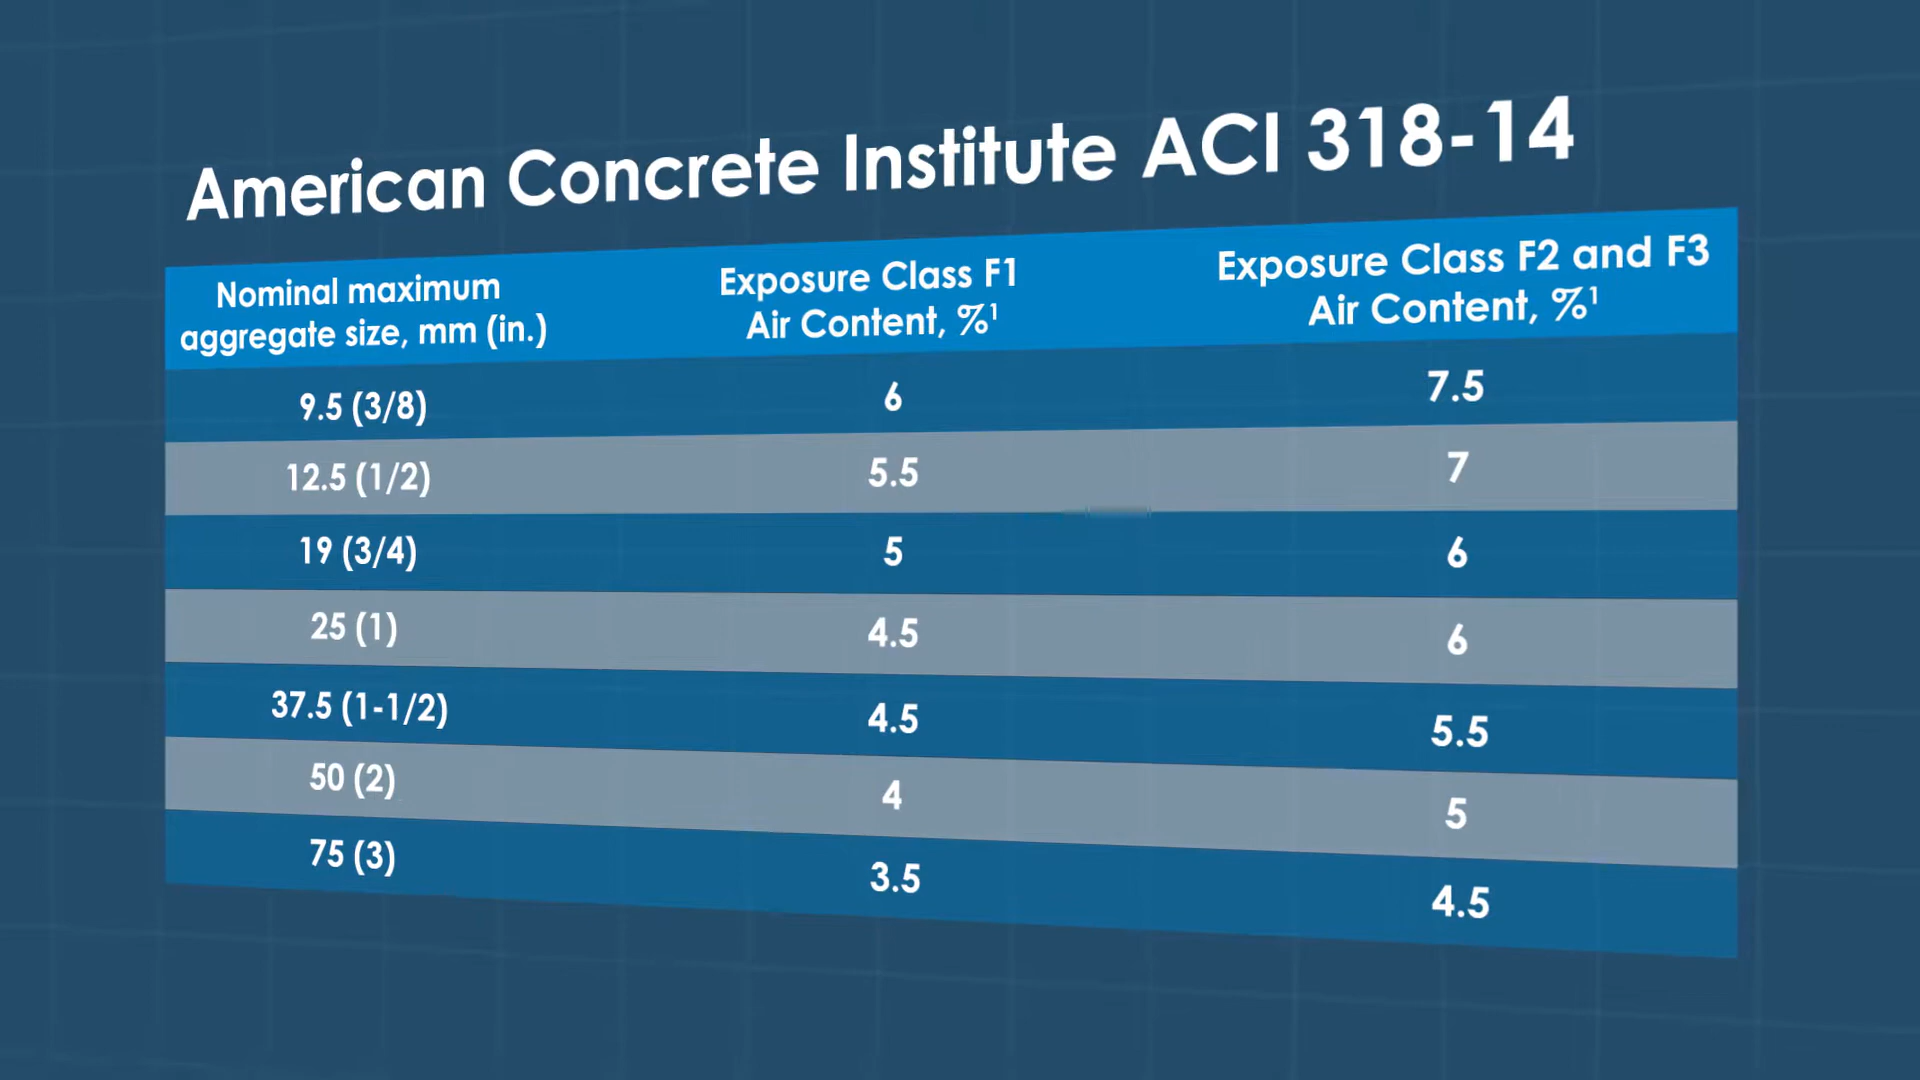 American Concrete Institute ACI 318-14
Nominal maximum
aggregate size, mm (in.)
Exposure Class F1
Air Content, %¹
Exposure Class F2 and F3
Air Content, %¹
9.5 (3/8) 6 7.5
12.5 (1/2) 5.5 7
19 (3/4) 5 6
25 (1) 4.5 6
37.5 (1-1/2) 4.5 5.5
50 (2) 4 5
75 (3) 3.5 4.5